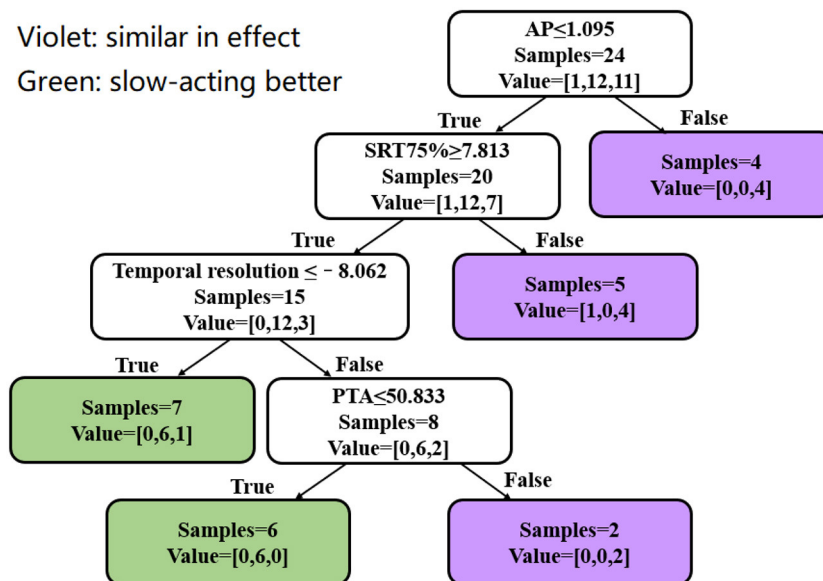 Violet: similar in effect
Green: slow-acting better
AP≤1.095
Samples=24
Value=[1,12,11]
True
False
SRT75%≥7.813
Samples=20
Value=[1,12,7]
Samples=4
Value=[0,0,4]
True
False
Temporal resolution ≤ −8.062
Samples=15
Value=[0,12,3]
Samples=5
Value=[1,0,4]
True
False
Samples=7
Value=[0,6,1]
PTA≤50.833
Samples=8
Value=[0,6,2]
True
False
Samples=6
Value=[0,6,0]
Samples=2
Value=[0,0,2]